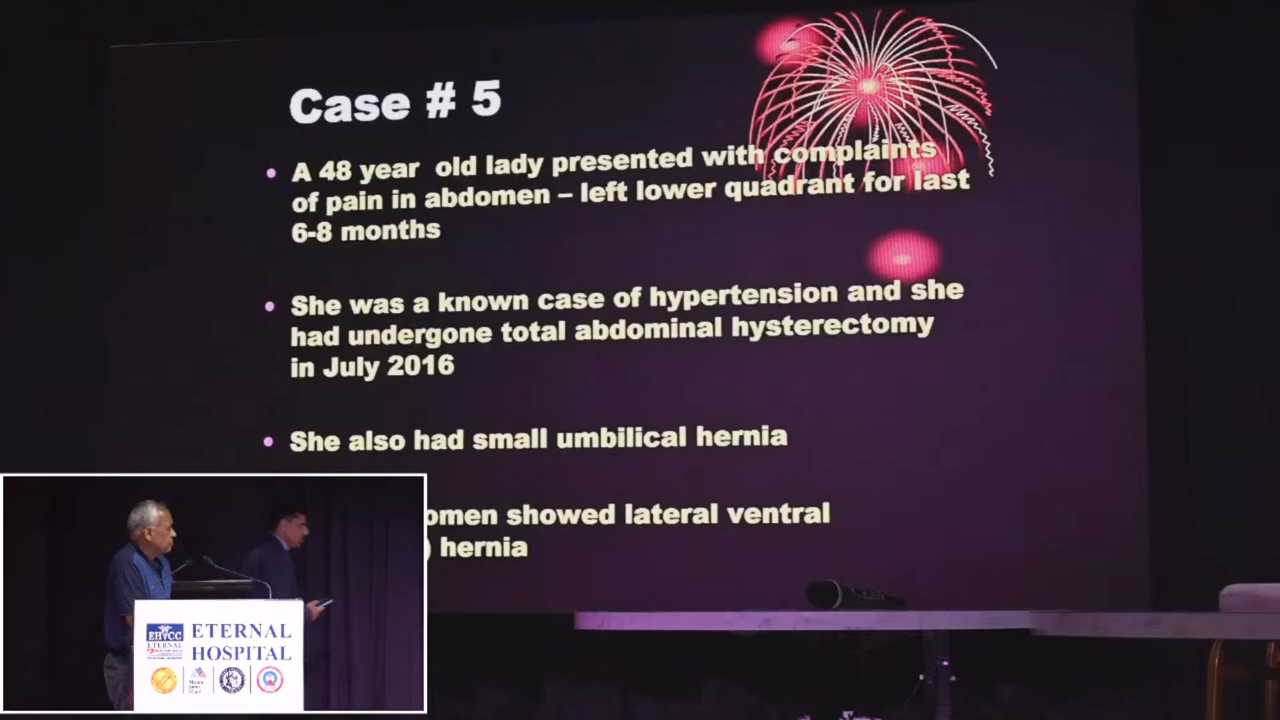 Case # 5
• A 48 year old lady presented with complaints
of pain in abdomen – left lower quadrant for last
6-8 months
• She was a known case of hypertension and she
had undergone total abdominal hysterectomy
in July 2016
• She also had small umbilical hernia
omen showed lateral ventral
) hernia
EHCC
ETERNAL
HOSPITAL